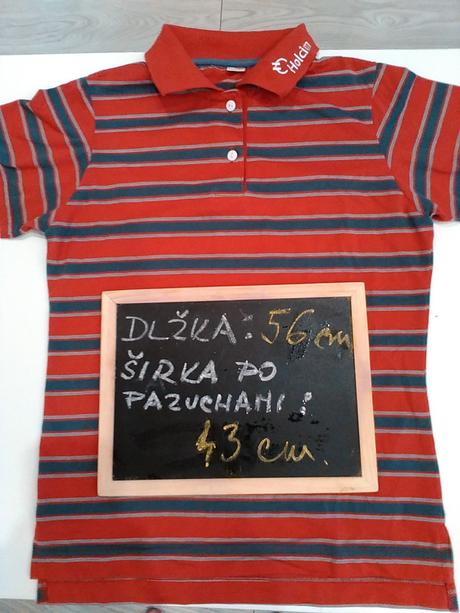 Holcim
DLŽKA: 56 cm
ŠIRKA PO
PAZUCHAMI:
43 cm.